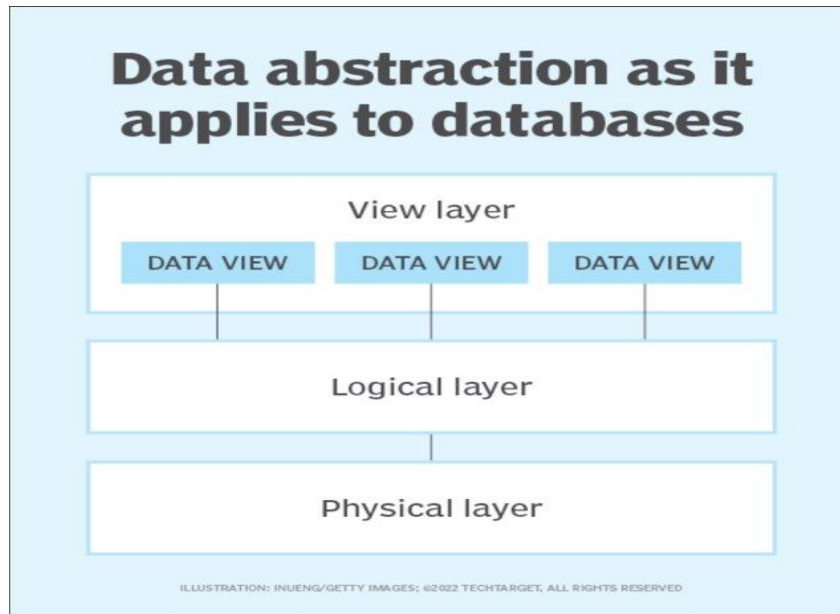 Data abstraction as it
applies to databases
View layer
DATA VIEW
DATA VIEW
DATA VIEW
Logical layer
Physical layer
ILLUSTRATION: INUENG/GETTY IMAGES; ©2022 TECHTARGET, ALL RIGHTS RESERVED